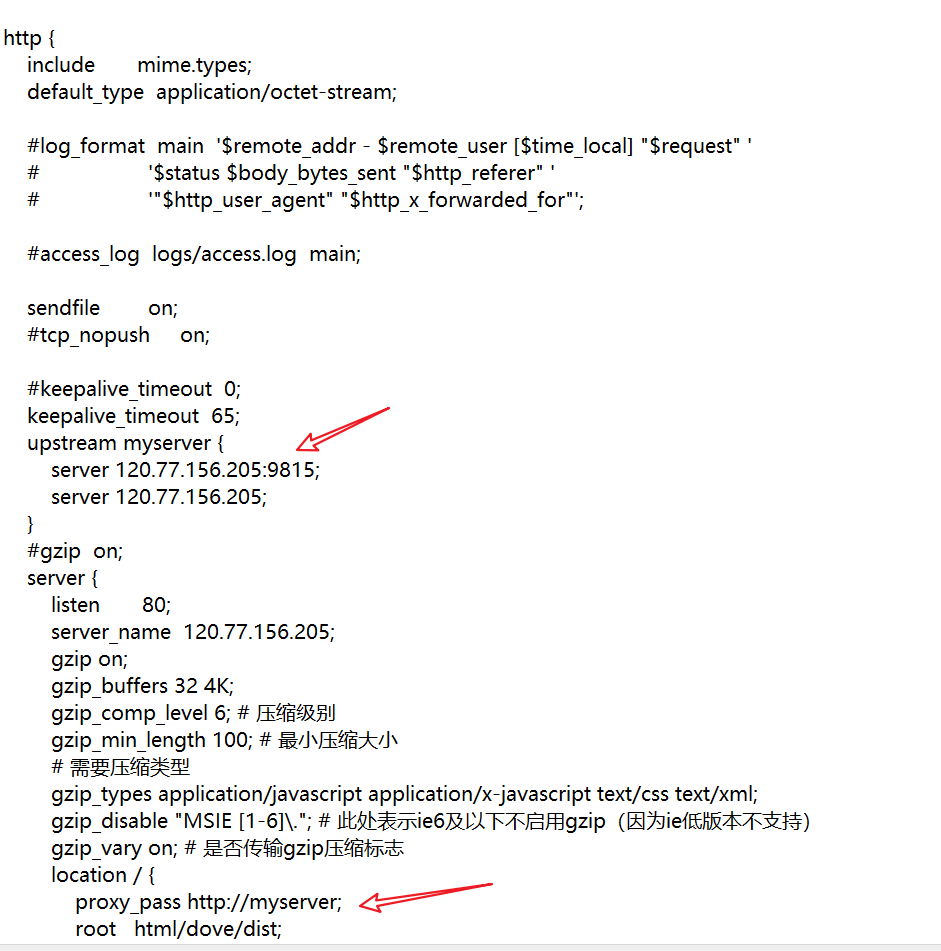 http {
include mime.types;
default_type application/octet-stream;
#log_format main '$remote_addr - $remote_user [$time_local] "$request" '
# '$status $body_bytes_sent "$http_referer" '
# '"$http_user_agent" "$http_x_forwarded_for"';
#access_log logs/access.log main;
sendfile on;
#tcp_nopush on;
#keepalive_timeout 0;
keepalive_timeout 65;
upstream myserver {
server 120.77.156.205:9815;
server 120.77.156.205;
}
#gzip on;
server {
listen 80;
server_name 120.77.156.205;
gzip on;
gzip_buffers 32 4K;
gzip_comp_level 6; # 压缩级别
gzip_min_length 100; # 最小压缩大小
# 需要压缩类型
gzip_types application/javascript application/x-javascript text/css text/xml;
gzip_disable "MSIE [1-6]\."; # 此处表示ie6及以下不启用gzip（因为ie低版本不支持）
gzip_vary on; # 是否传输gzip压缩标志
location / {
proxy_pass http://myserver;
root html/dove/dist;